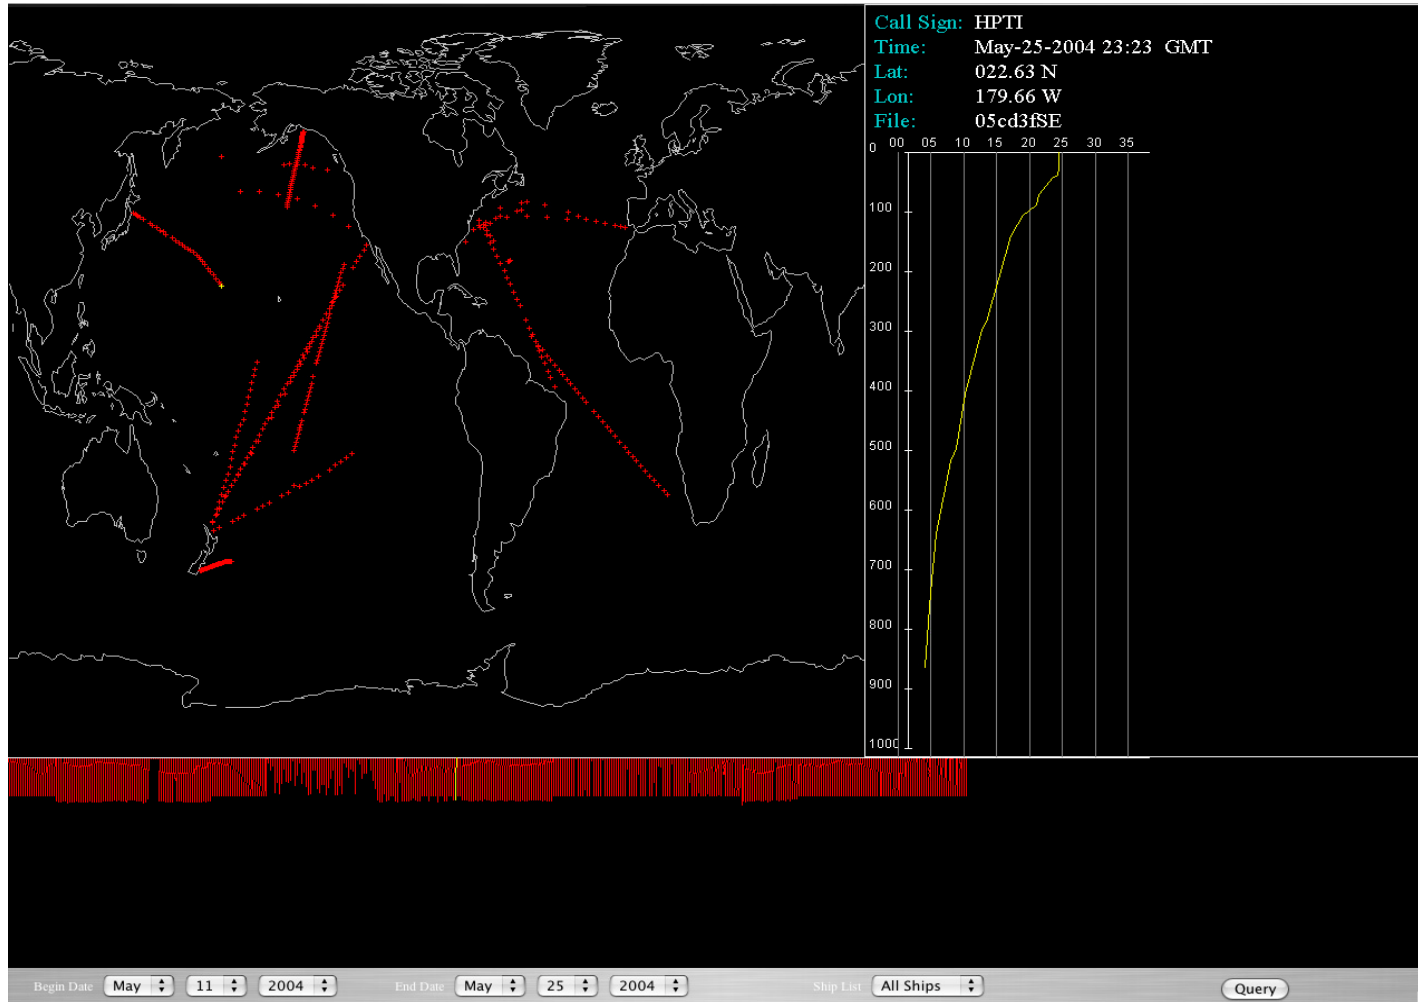 Call Sign: HPTI
Time: May-25-2004 23:23 GMT
Lat: 022.63 N
Lon: 179.66 W
File: 05cd3fSE
0 00 05 10 15 20 25 30 35
100
200
300
400
500
600
700
800
900
1000
Begin Date May 11 2004 End Date May 25 2004 Ship List All Ships Query